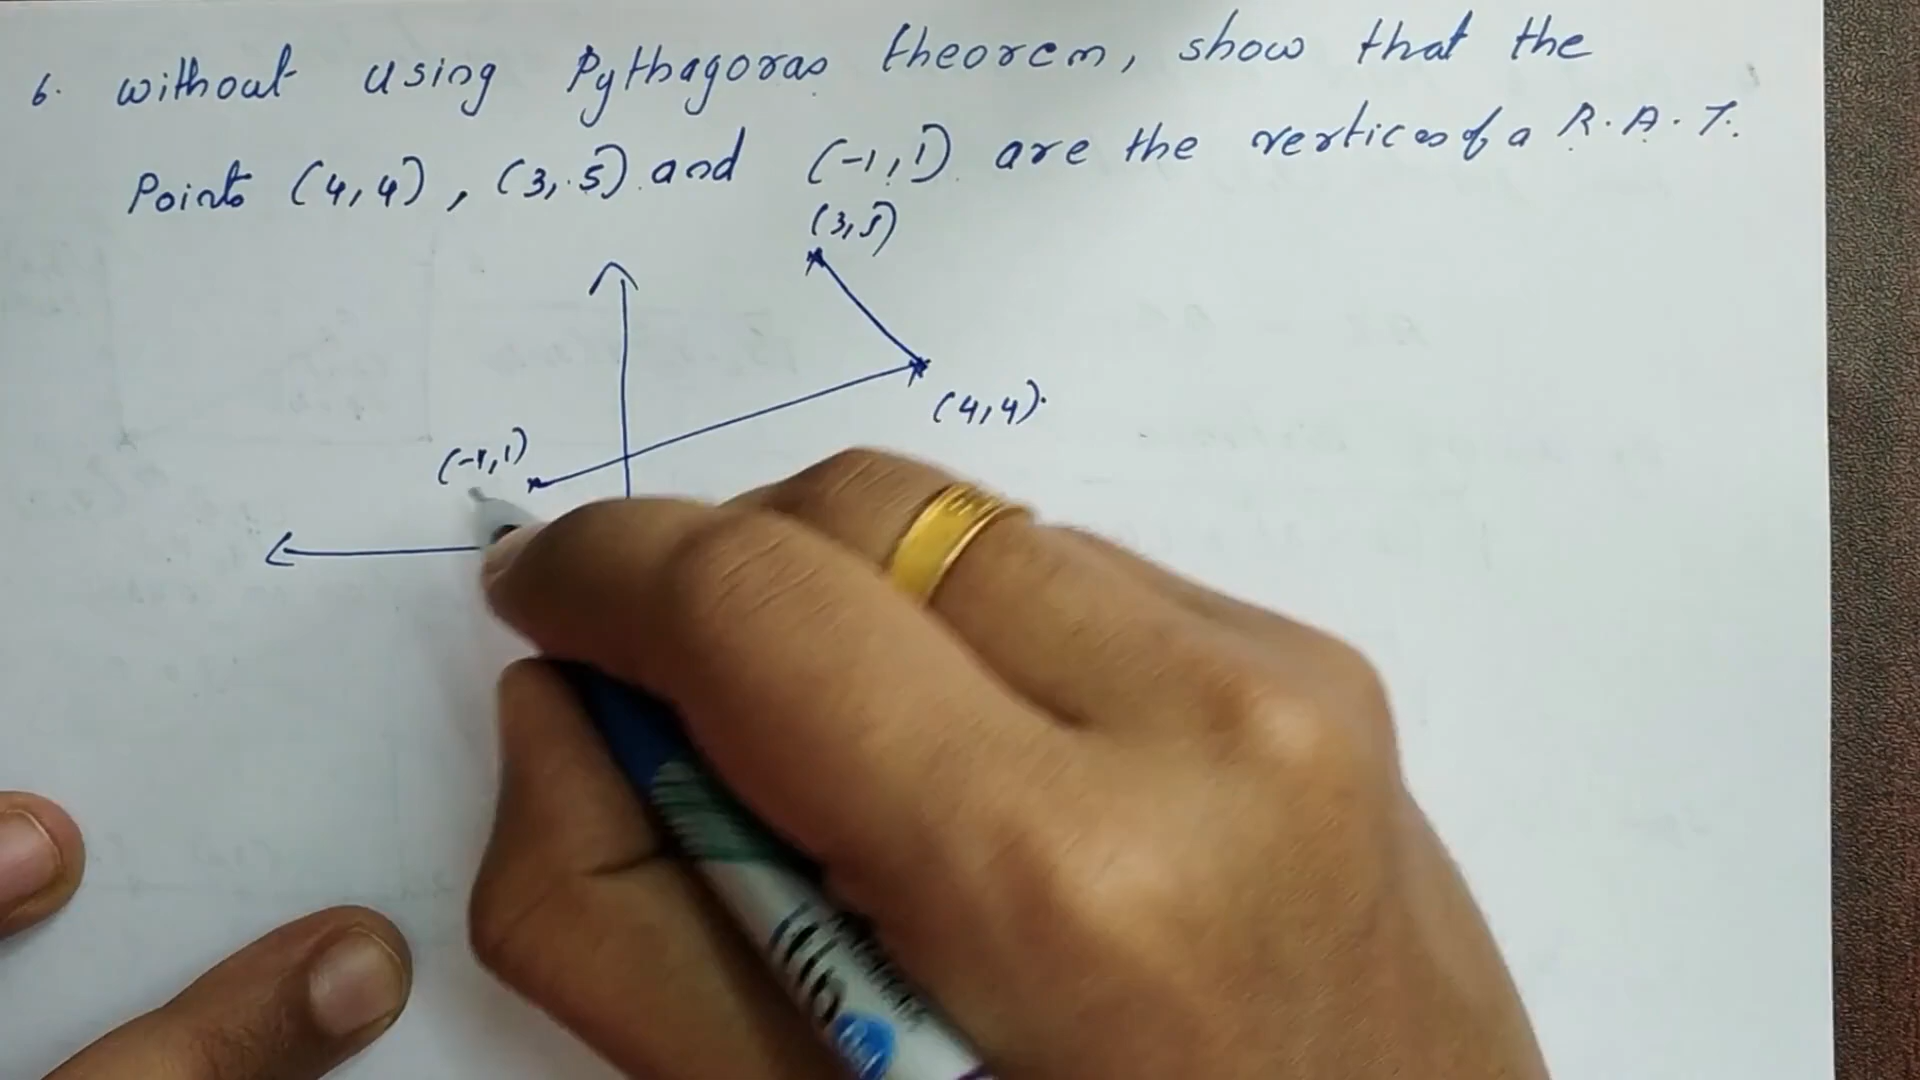 6. without using Pythagoras theorem, show that the
Points (4,4), (3,5) and (-1,1) are the vertices of a R.A.T.
(3,5)
(4,4).
(-1,1)